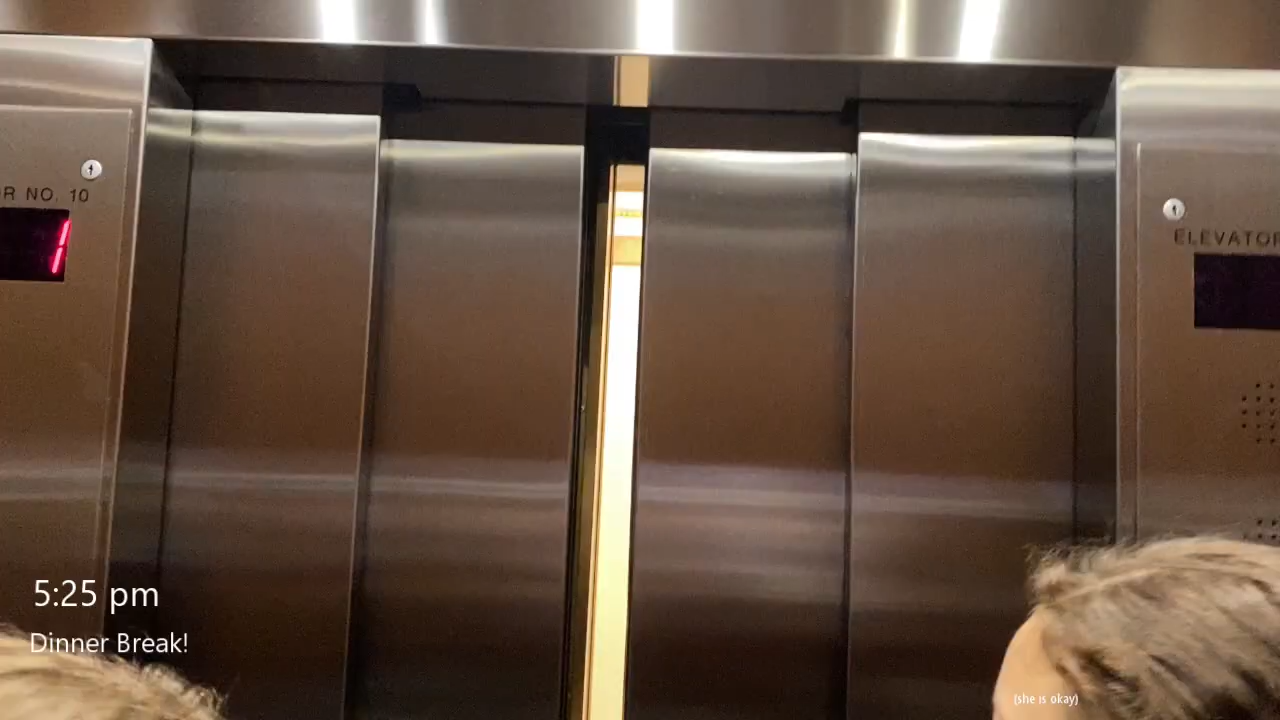 R NO. 10
1
ELEVATOR
5:25 pm
Dinner Break!
(she is okay)